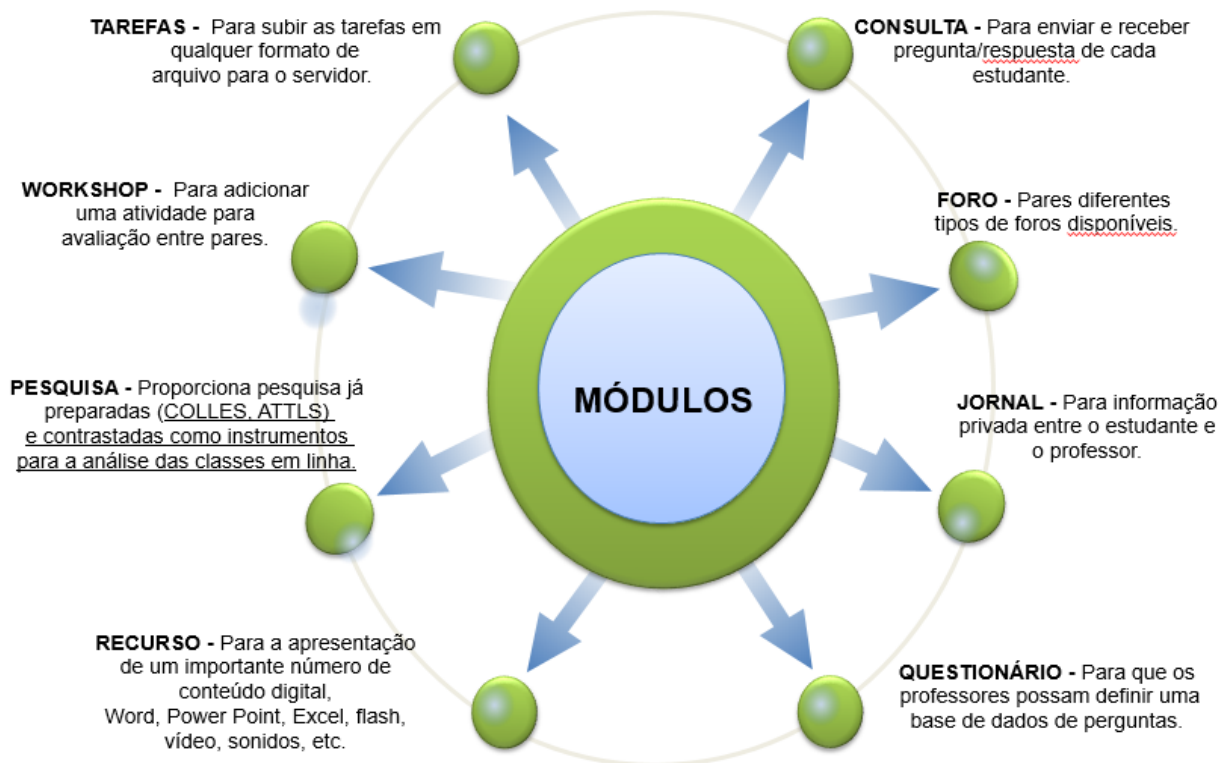 TAREFAS - Para subir as tarefas em
qualquer formato de
arquivo para o servidor.
CONSULTA - Para enviar e receber
pregunta/respuesta de cada
estudante.
WORKSHOP - Para adicionar
uma atividade para
avaliação entre pares.
FORO - Pares diferentes
tipos de foros disponíveis.
MÓDULOS
PESQUISA - Proporciona pesquisa já
preparadas (COLLES, ATTLS)
e contrastadas como instrumentos
para a análise das classes em linha.
JORNAL - Para informação
privada entre o estudante e
o professor.
RECURSO - Para a apresentação
de um importante número de
conteúdo digital,
Word, Power Point, Excel, flash,
vídeo, sonidos, etc.
QUESTIONÁRIO - Para que os
professores possam definir uma
base de dados de perguntas.